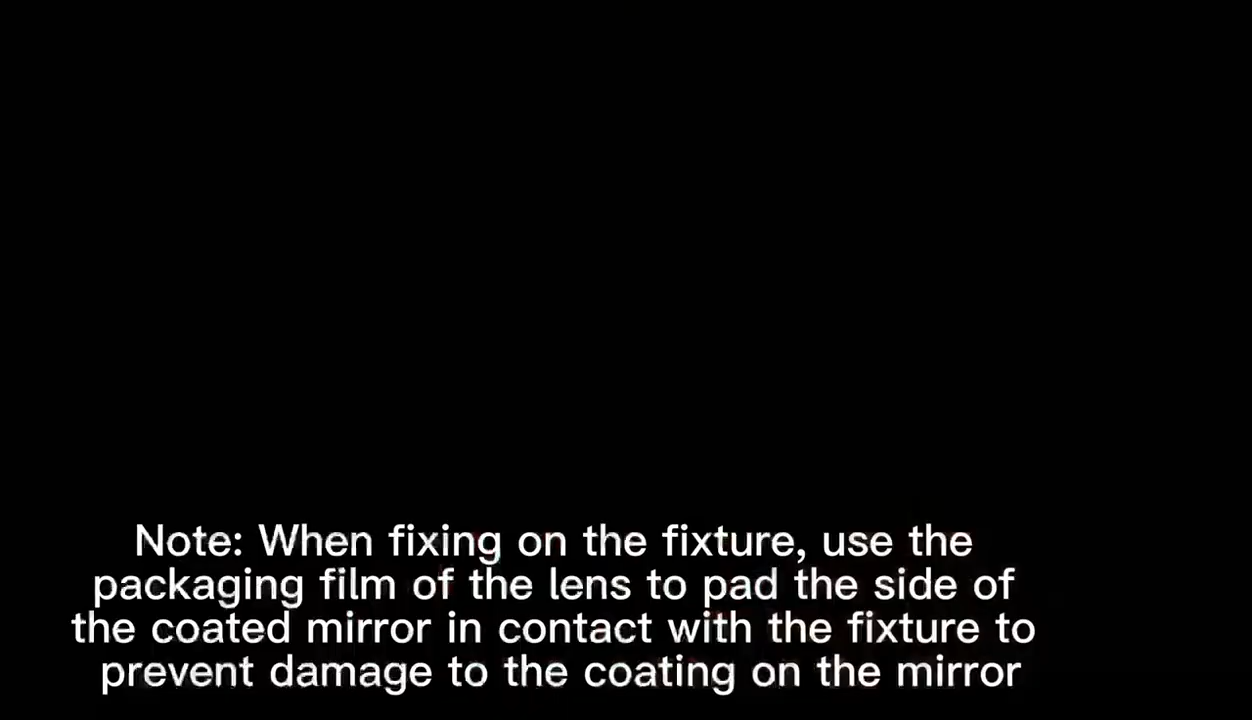 Note: When fixing on the fixture, use the
packaging film of the lens to pad the side of
the coated mirror in contact with the fixture to
prevent damage to the coating on the mirror